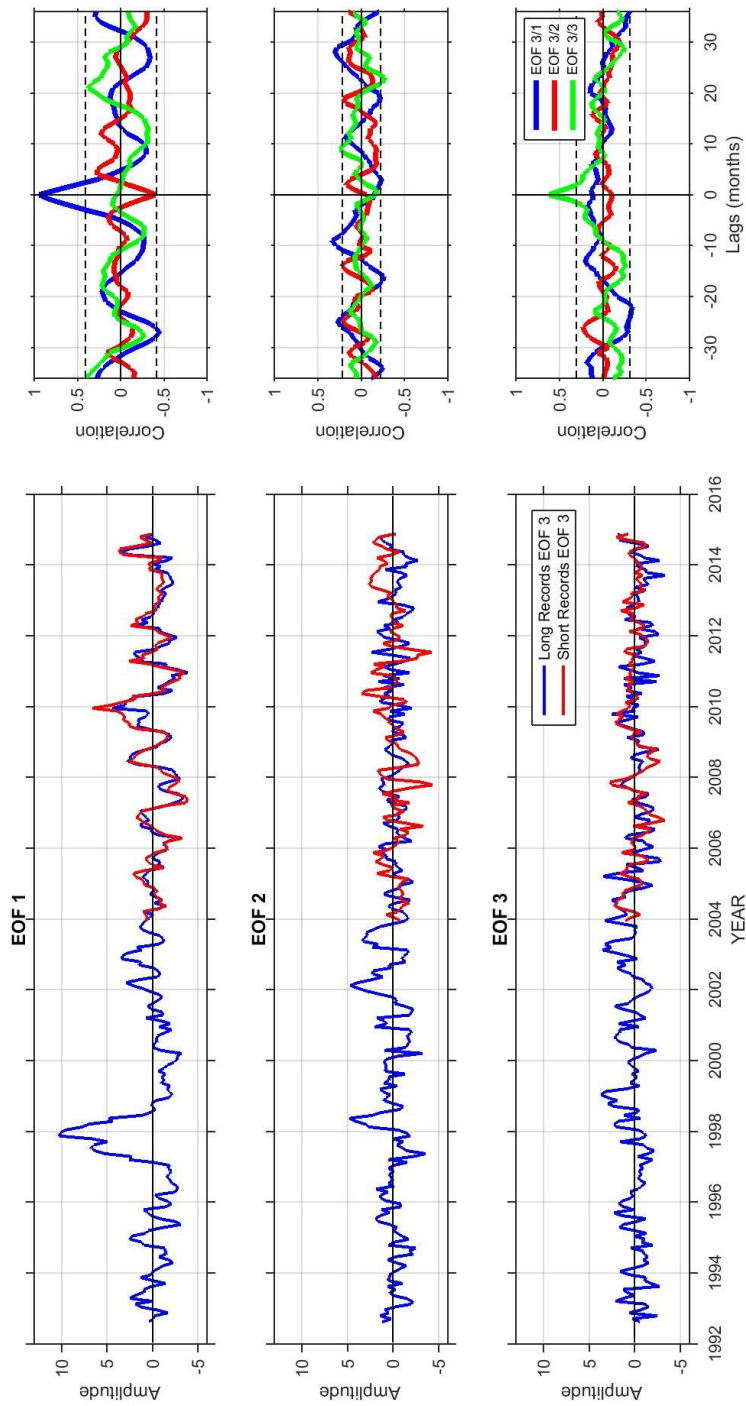 EOF 1
Amplitude
10
5
0
-5
Correlation
1
0.5
0
-0.5
-1
EOF 2
Amplitude
10
5
0
-5
Correlation
1
0.5
0
-0.5
-1
EOF 3
Amplitude
10
5
0
-5
Long Records EOF 3
Short Records EOF 3
1992 1994 1996 1998 2000 2002 2004 2006 2008 2010 2012 2014 2016
YEAR
Correlation
1
0.5
0
-0.5
-1
EOF 3/1
EOF 3/2
EOF 3/3
-30 -20 -10 0 10 20 30
Lags (months)